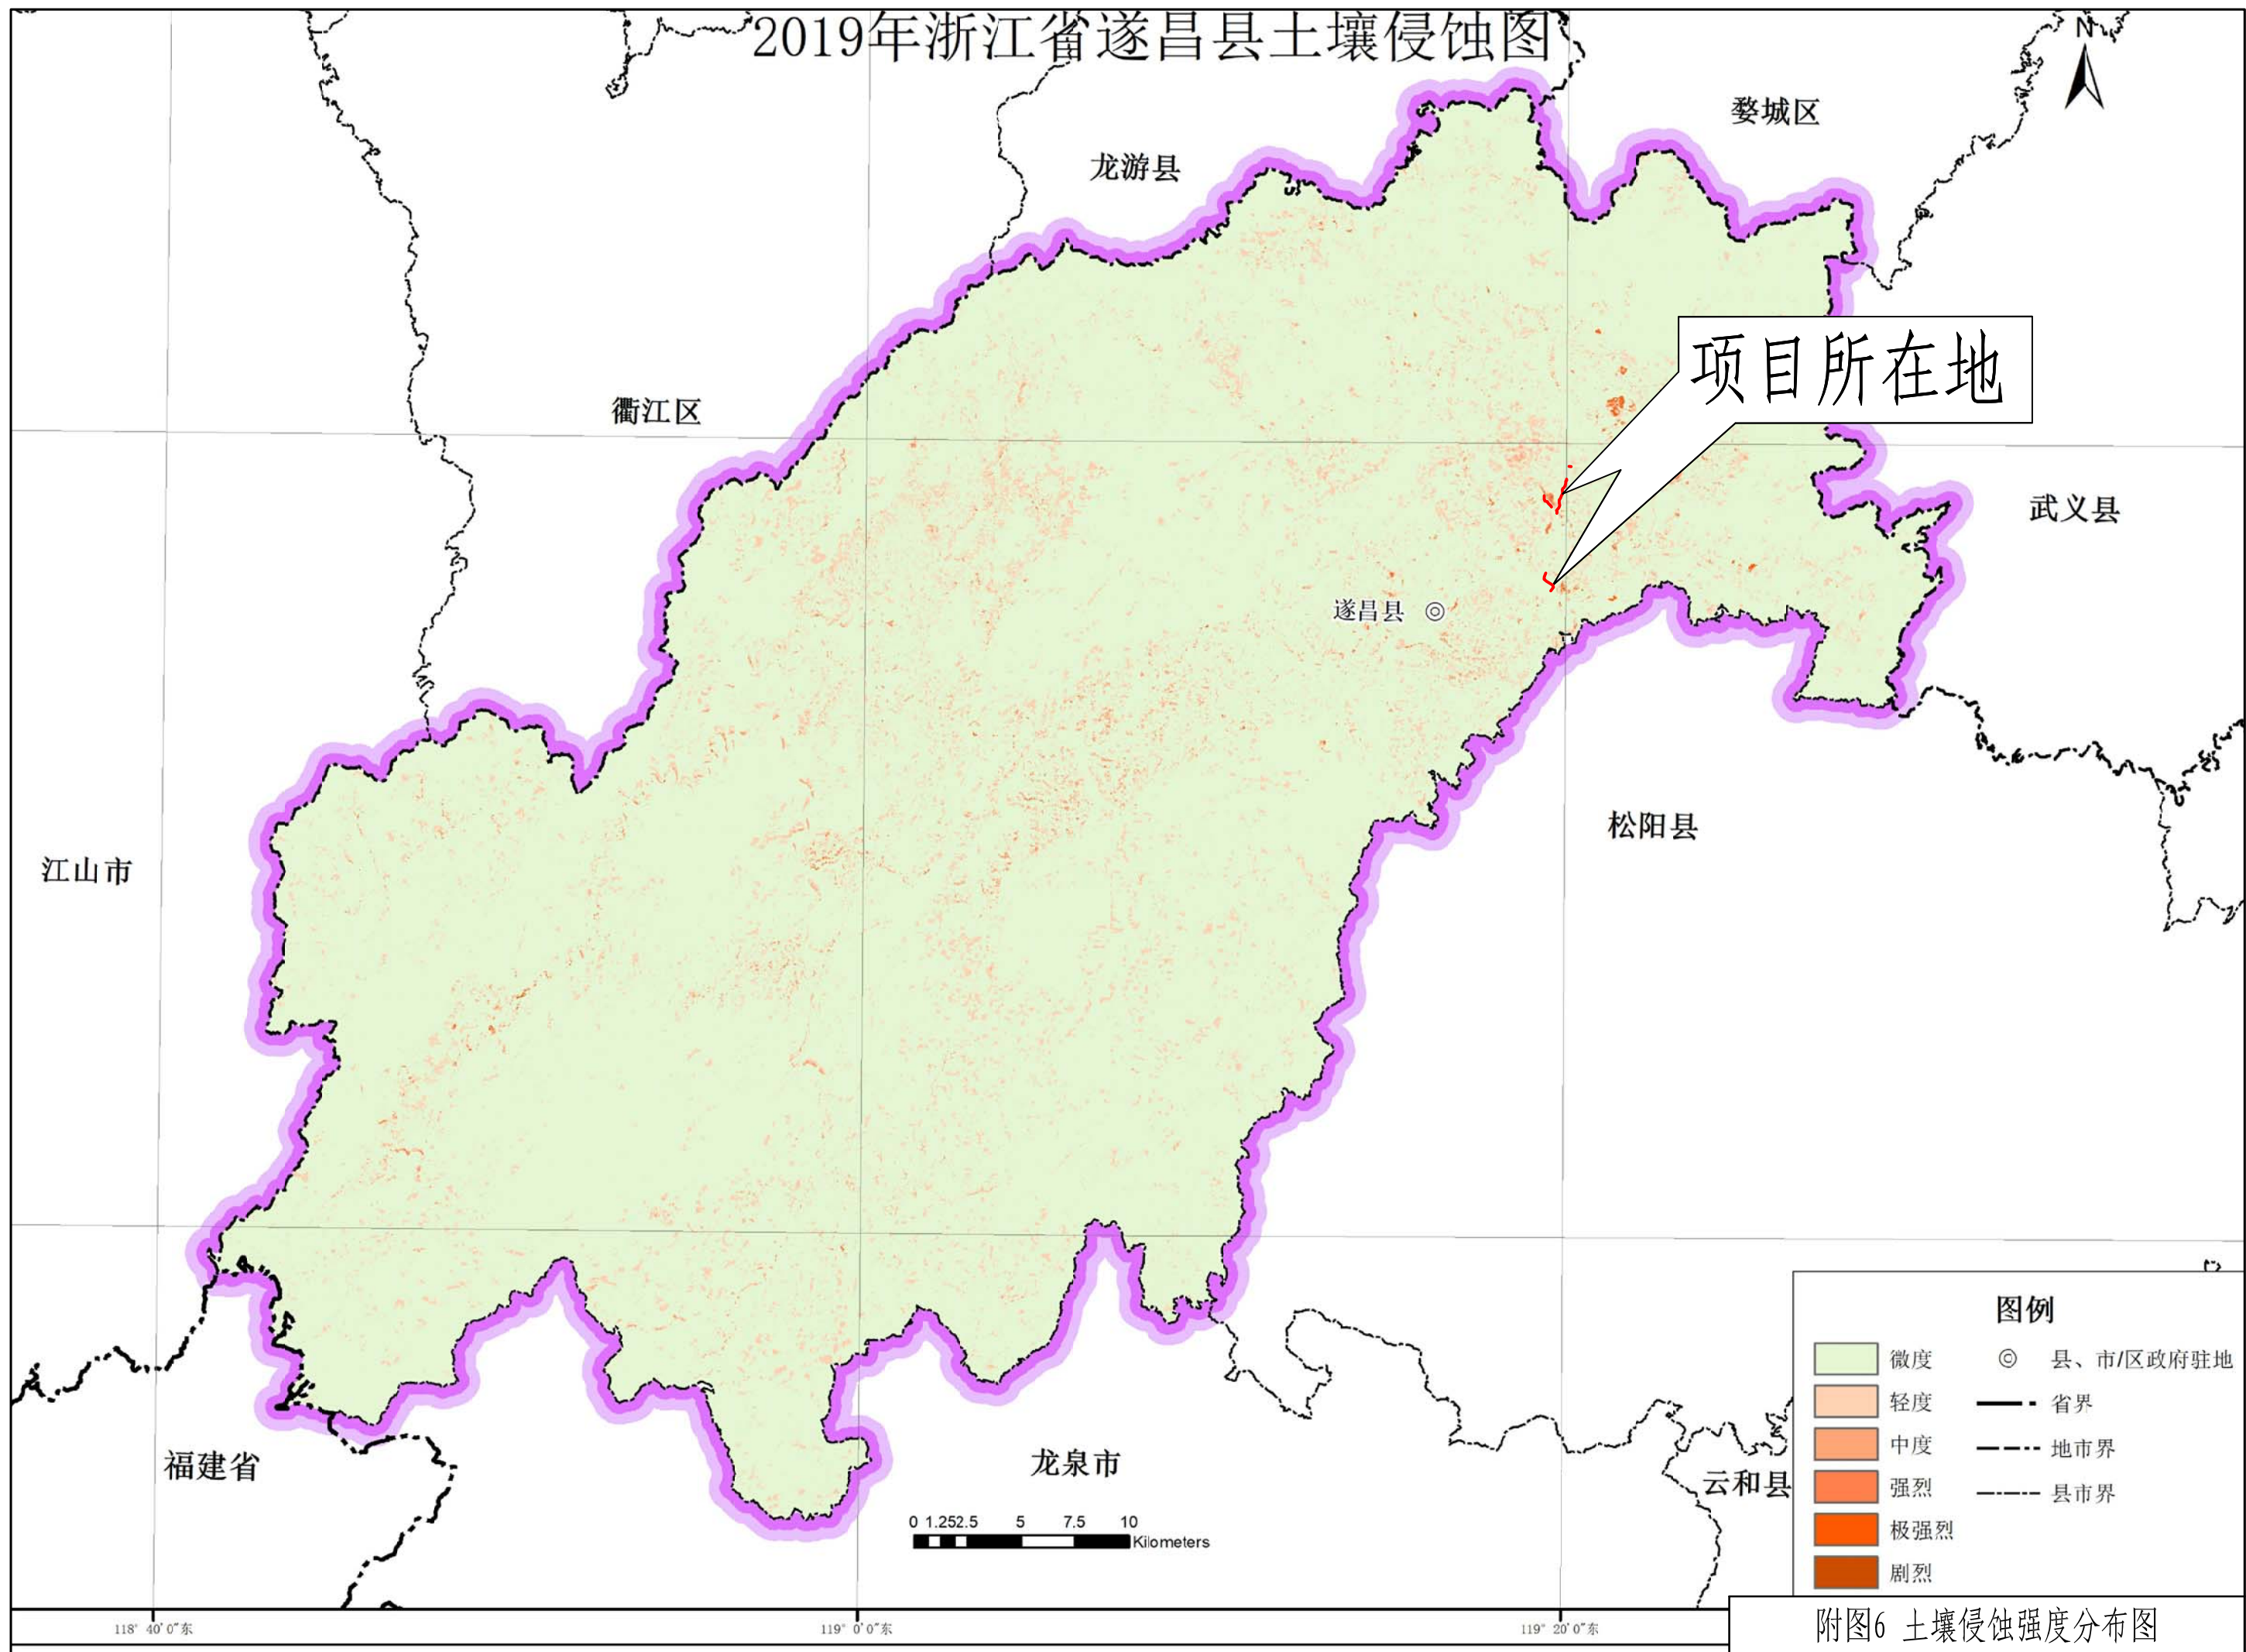 2019年浙江省遂昌县土壤侵蚀图
N
婺城区
龙游县
项目所在地
衢江区
武义县
遂昌县
松阳县
江山市
福建省
龙泉市
云和县
0 1.252.5 5 7.5 10
Kilometers
图例
微度
县、市/区政府驻地
轻度
省界
中度
地市界
强烈
县市界
极强烈
剧烈
118° 40′ 0″东
119° 0′ 0″东
119° 20′ 0″东
附图6 土壤侵蚀强度分布图